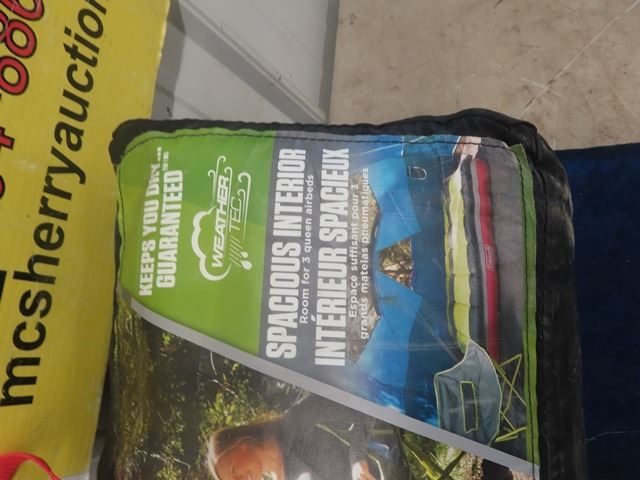 KEEPS YOU DRY...
GUARANTEED
WEATHER
TEC
SPACIOUS INTERIOR
Room for 3 queen airbeds
INTÉRIEUR SPACIEUX
Espace suffisant pour 3
grands matelas pneumatiques
mcsherryauction